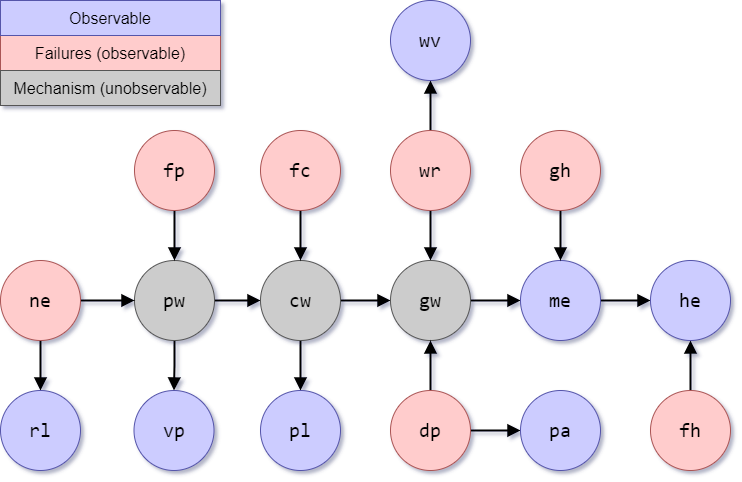 Observable
Failures (observable)
Mechanism (unobservable)
wv
fp
fc
wr
gh
ne
pw
cw
gw
me
he
rl
vp
pl
dp
pa
fh